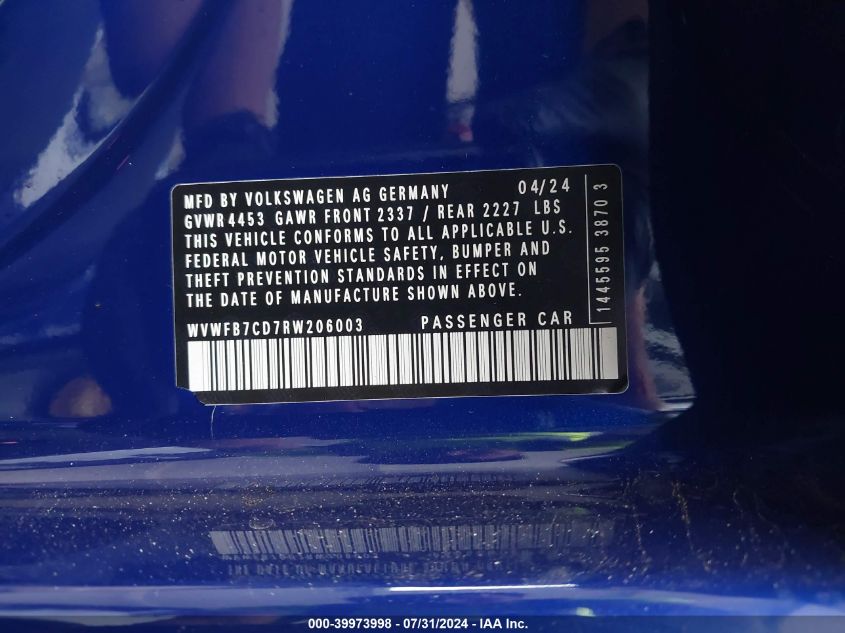 MFD BY VOLKSWAGEN AG GERMANY 04/24
GVWR 4453 GAWR FRONT 2337 / REAR 2227 LBS
THIS VEHICLE CONFORMS TO ALL APPLICABLE U.S.
FEDERAL MOTOR VEHICLE SAFETY, BUMPER AND
THEFT PREVENTION STANDARDS IN EFFECT ON
THE DATE OF MANUFACTURE SHOWN ABOVE.
WVWFB7CD7RW206003 PASSENGER CAR
1445595 3870 3
000-39973998 - 07/31/2024 - IAA Inc.